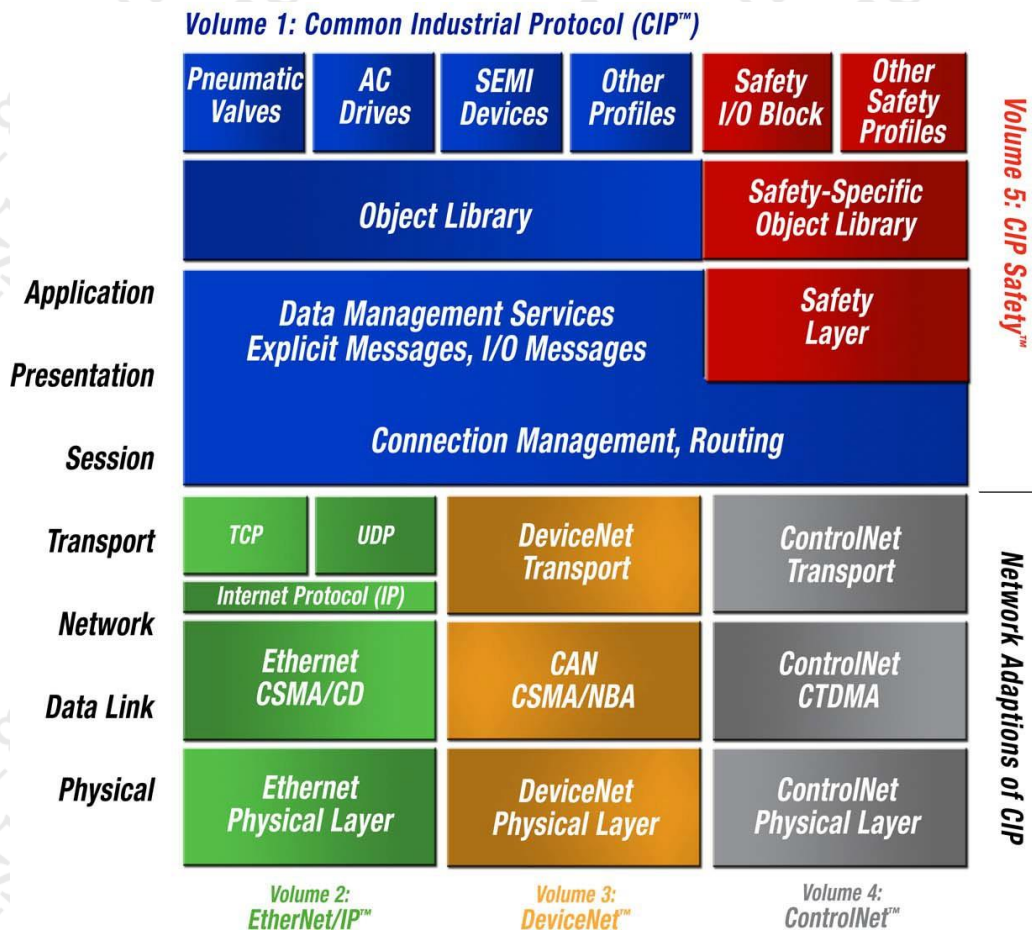 Volume 1: Common Industrial Protocol (CIP™)
Pneumatic
Valves
AC
Drives
SEMI
Devices
Other
Profiles
Safety
I/O Block
Other
Safety
Profiles
Object Library
Safety-Specific
Object Library
Volume 5: CIP Safety™
Application
Data Management Services
Explicit Messages, I/O Messages
Safety
Layer
Presentation
Session
Connection Management, Routing
Transport
TCP
UDP
DeviceNet
Transport
ControlNet
Transport
Internet Protocol (IP)
Network
Ethernet
CSMA/CD
CAN
CSMA/NBA
ControlNet
CTDMA
Data Link
Physical
Ethernet
Physical Layer
DeviceNet
Physical Layer
ControlNet
Physical Layer
Network Adaptions of CIP
Volume 2:
EtherNet/IP™
Volume 3:
DeviceNet™
Volume 4:
ControlNet™